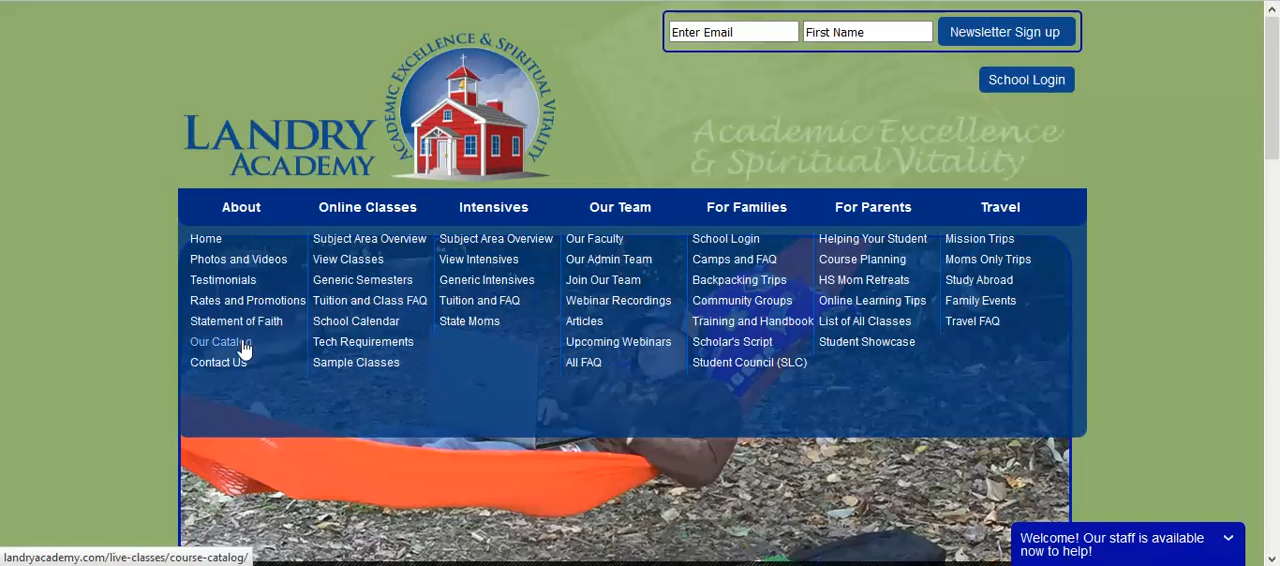 Enter Email
First Name
Newsletter Sign up
School Login
LANDRY
ACADEMY
ACADEMIC EXCELLENCE & SPIRITUAL VITALITY
Academic Excellence
& Spiritual Vitality
About
Online Classes
Intensives
Our Team
For Families
For Parents
Travel
Home
Photos and Videos
Testimonials
Rates and Promotions
Statement of Faith
Our Catalog
Contact Us
Subject Area Overview
View Classes
Generic Semesters
Tuition and Class FAQ
School Calendar
Tech Requirements
Sample Classes
Subject Area Overview
View Intensives
Generic Intensives
Tuition and FAQ
State Moms
Our Faculty
Our Admin Team
Join Our Team
Webinar Recordings
Articles
Upcoming Webinars
All FAQ
School Login
Camps and FAQ
Backpacking Trips
Community Groups
Training and Handbook
Scholar's Script
Student Council (SLC)
Helping Your Student
Course Planning
HS Mom Retreats
Online Learning Tips
List of All Classes
Student Showcase
Mission Trips
Moms Only Trips
Study Abroad
Family Events
Travel FAQ
Welcome! Our staff is available
now to help!
landryacademy.com/live-classes/course-catalog/